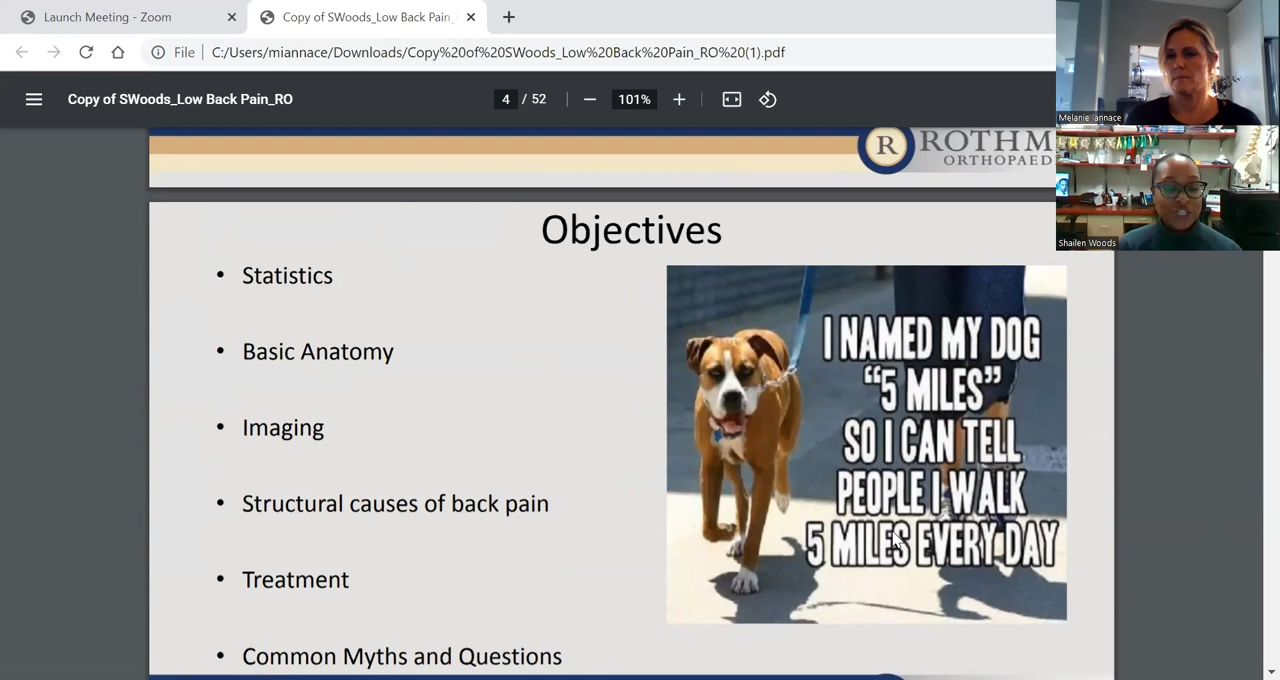 Launch Meeting - Zoom
Copy of SWoods_Low Back Pain_
File
C:/Users/miannace/Downloads/Copy%20of%20SWoods_Low%20Back%20Pain_RO%20(1).pdf
Copy of SWoods_Low Back Pain_RO
4 / 52
101%
Melanie Iannace
Shailen Woods
R
ROTHM
ORTHOPAED
Objectives
• Statistics
• Basic Anatomy
• Imaging
• Structural causes of back pain
• Treatment
• Common Myths and Questions
I NAMED MY DOG
“5 MILES”
SO I CAN TELL
PEOPLE I WALK
5 MILES EVERY DAY